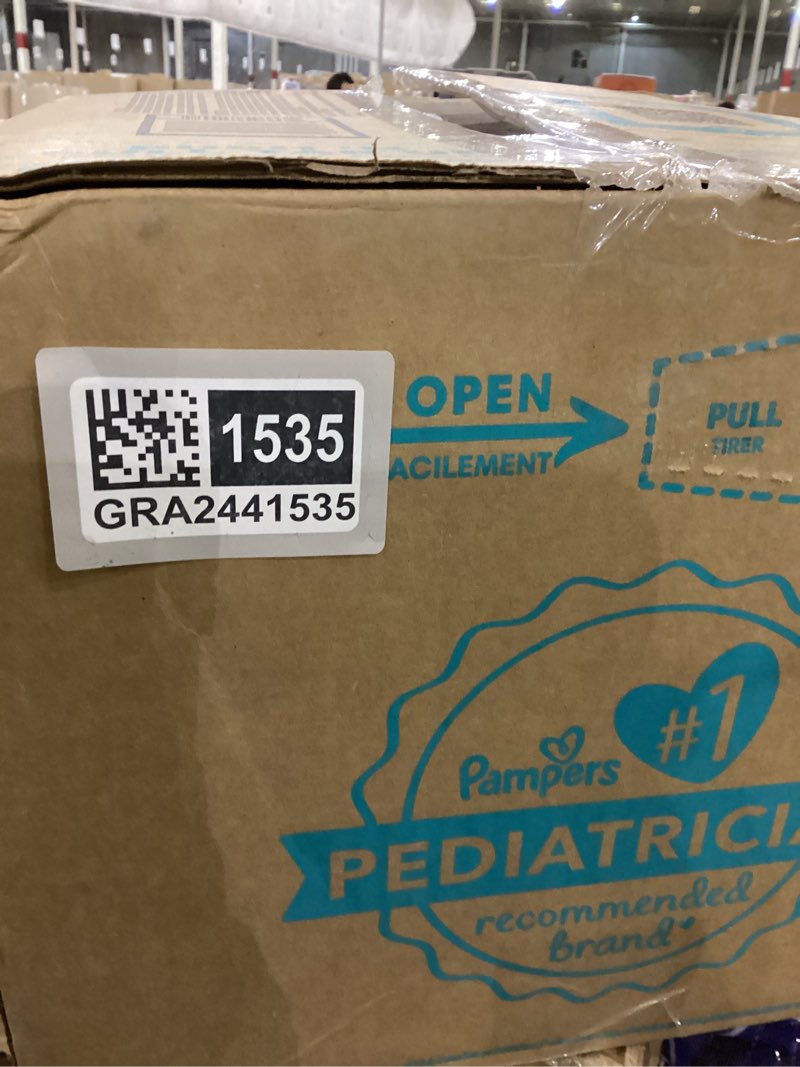 1535
GRA2441535
OPEN
ACILEMENT
PULL
TIRER
#1
Pampers
PEDIATRICI
recommended
brand